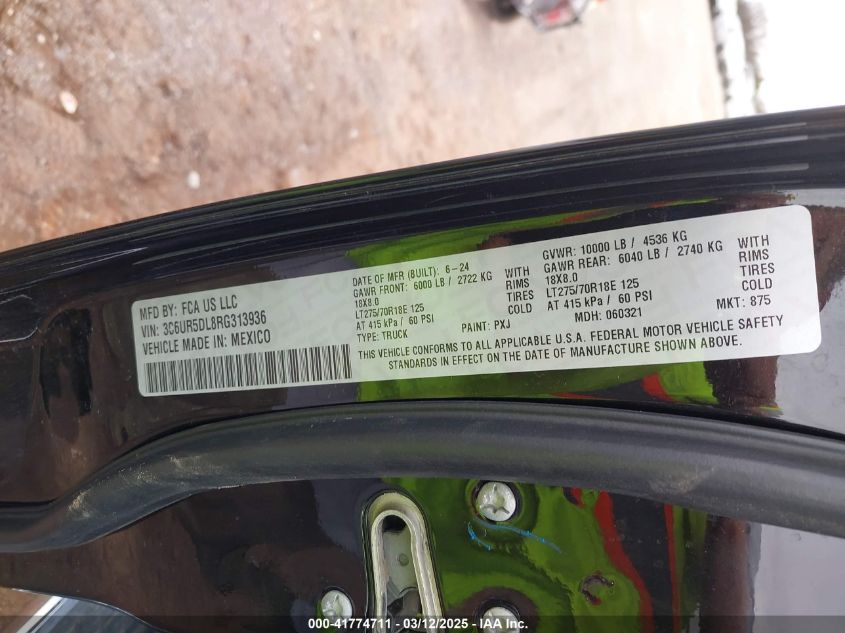 MFD BY: FCA US LLC
VIN: 3C6UR5DL8RG313936
VEHICLE MADE IN: MEXICO
DATE OF MFR (BUILT): 6-24
GAWR FRONT: 6000 LB / 2722 KG WITH
18X8.0 RIMS
LT275/70R18E 125 TIRES
AT 415 kPa / 60 PSI COLD
TYPE: TRUCK PAINT: PXJ
GVWR: 10000 LB / 4536 KG
GAWR REAR: 6040 LB / 2740 KG WITH
18X8.0 RIMS
LT275/70R18E 125 TIRES
AT 415 kPa / 60 PSI COLD
MDH: 060321 MKT: 875
THIS VEHICLE CONFORMS TO ALL APPLICABLE U.S.A. FEDERAL MOTOR VEHICLE SAFETY
STANDARDS IN EFFECT ON THE DATE OF MANUFACTURE SHOWN ABOVE.
000-41774711 - 03/12/2025 - IAA Inc.